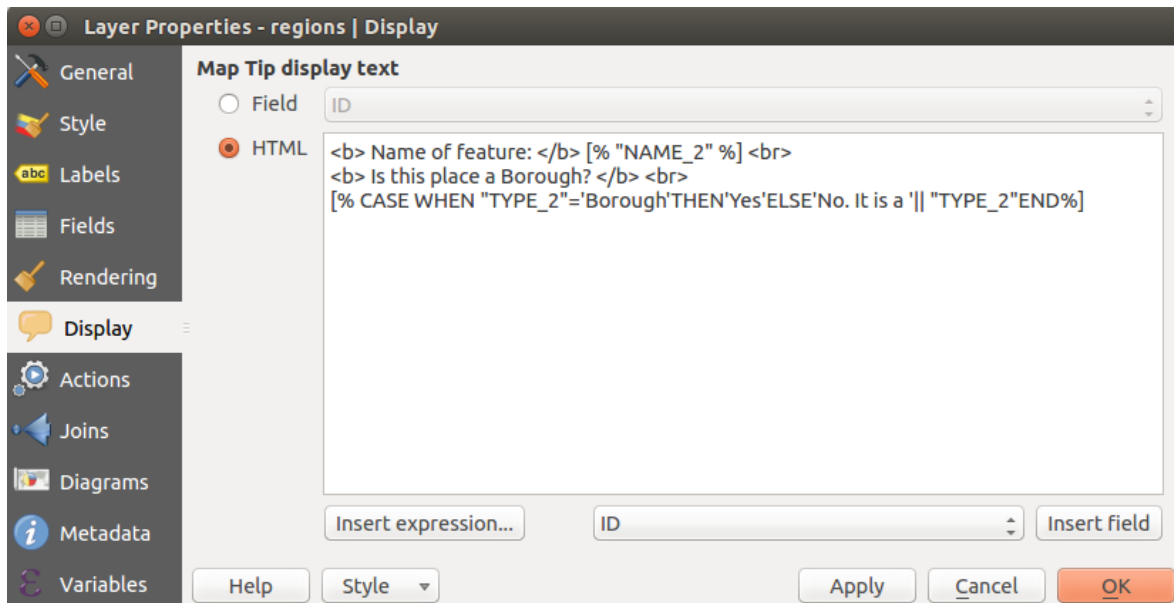 Layer Properties - regions | Display
General
Style
abc Labels
Fields
Rendering
Display
Actions
Joins
Diagrams
Metadata
Variables
Map Tip display text
Field
ID
HTML
<b> Name of feature: </b> [% "NAME_2" %] <br>
<b> Is this place a Borough? </b> <br>
[% CASE WHEN "TYPE_2"='Borough'THEN'Yes'ELSE'No. It is a '|| "TYPE_2"END%]
Insert expression...
ID
Insert field
Help
Style
Apply
Cancel
OK